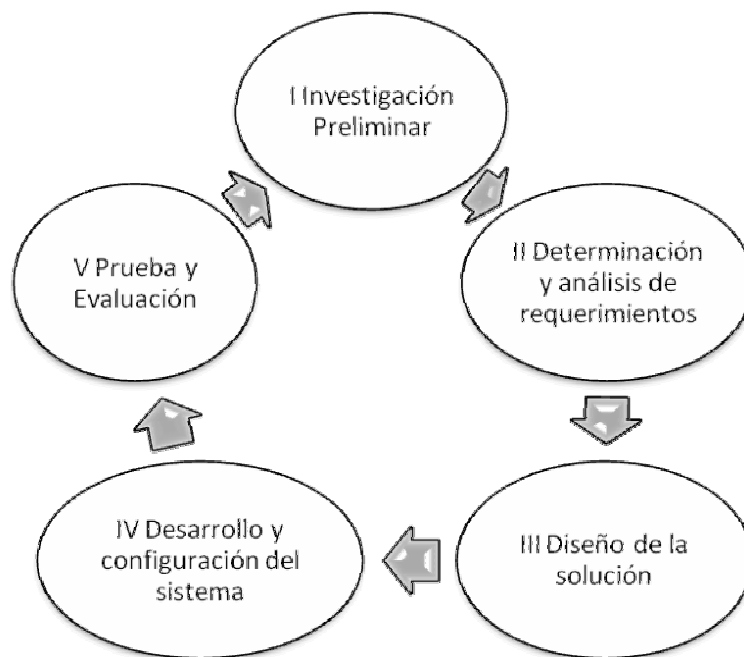 I Investigación
Preliminar
II Determinación
y análisis de
requerimientos
III Diseño de la
solución
IV Desarrollo y
configuración del
sistema
V Prueba y
Evaluación